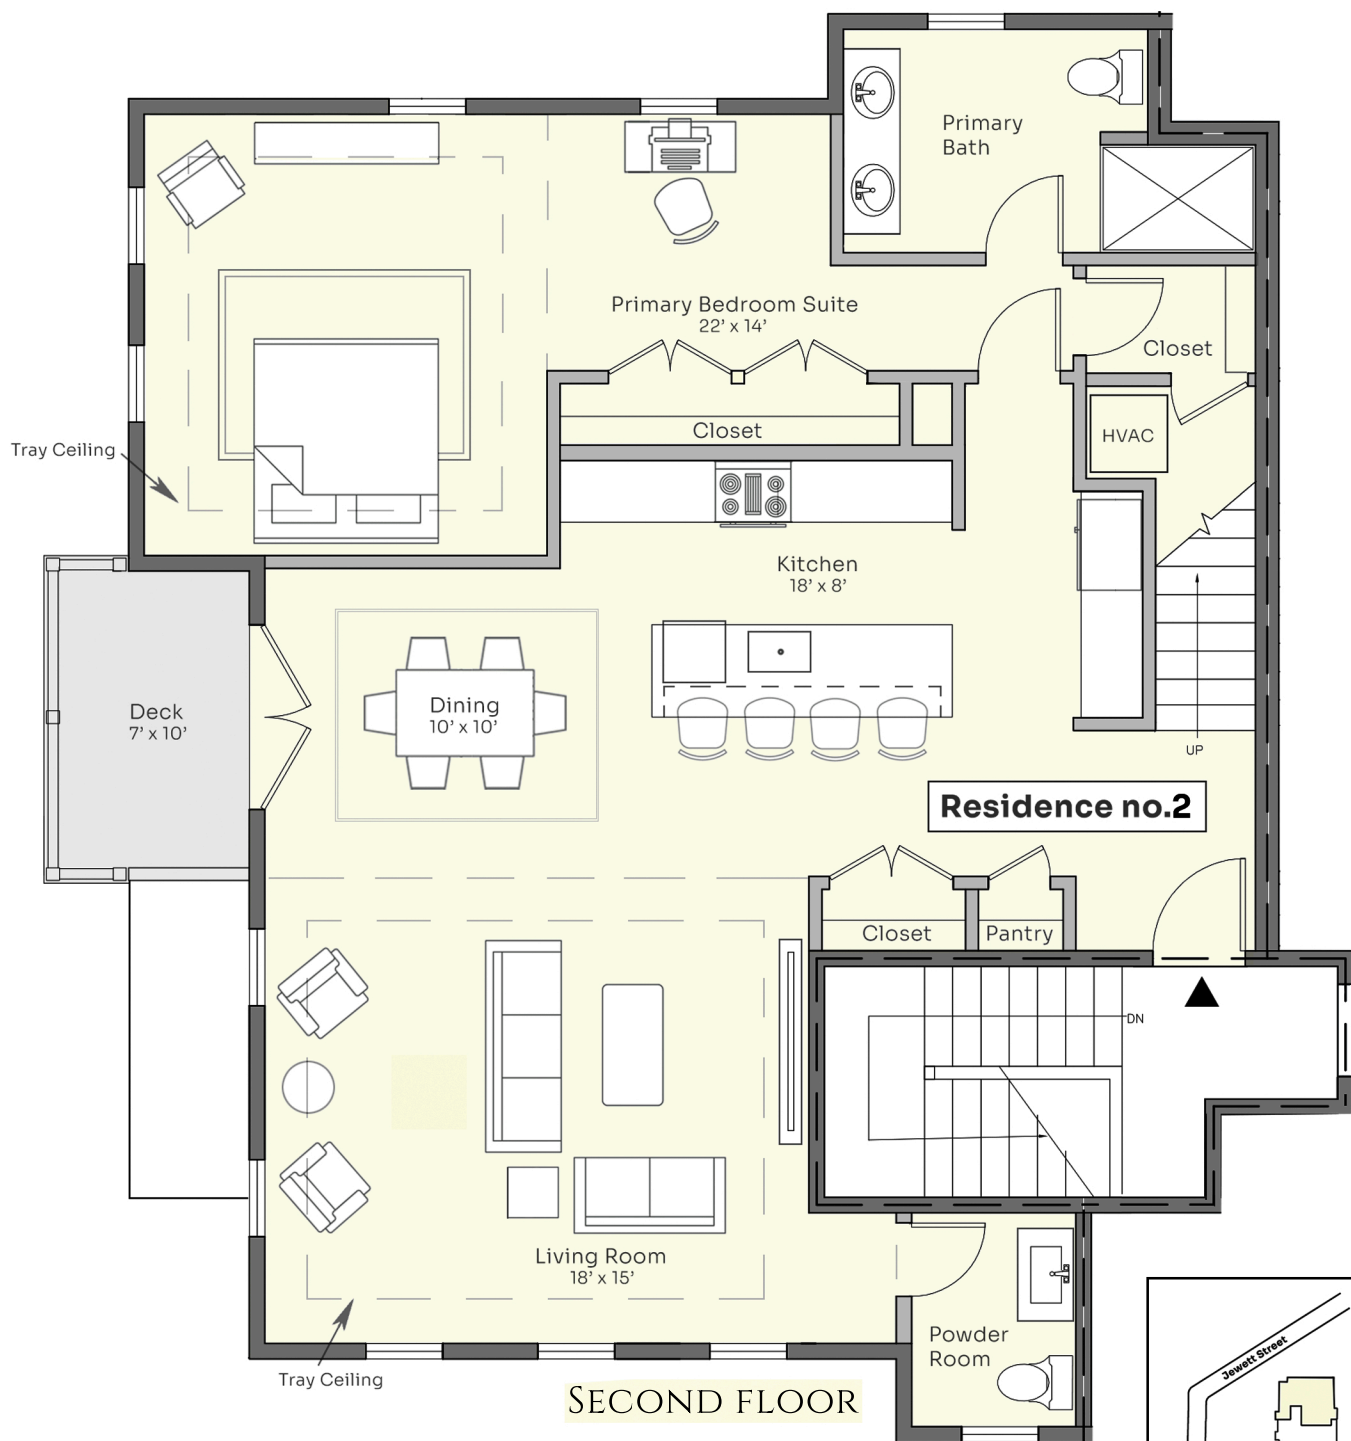 Primary
Bath
Primary Bedroom Suite
22’ x 14’
Closet
Closet
HVAC
Tray Ceiling
Kitchen
18’ x 8’
Dining
10’ x 10’
Deck
7’ x 10’
UP
Residence no.2
Closet
Pantry
DN
Living Room
18’ x 15’
Powder
Room
Tray Ceiling
Second floor
Jewett Street